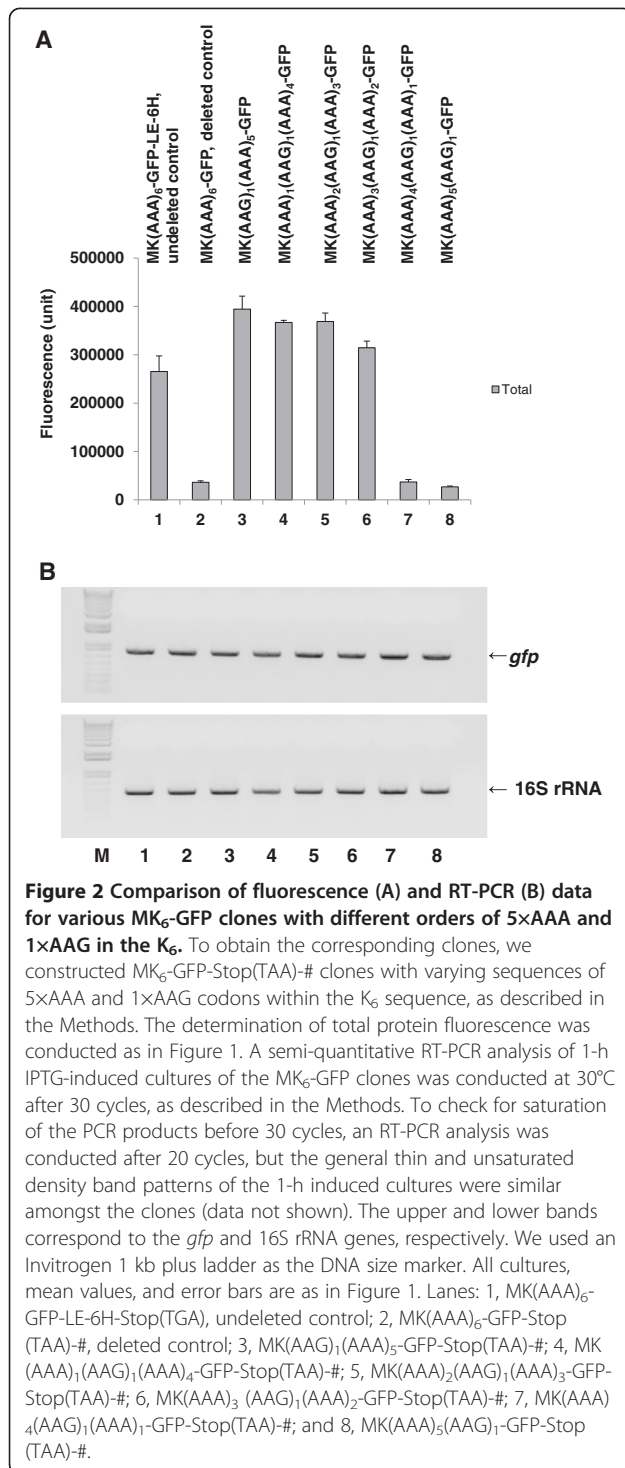 A
MK(AAA)₆-GFP-LE-6H,
undeleted control
MK(AAA)₆-GFP, deleted control
MK(AAG)₁(AAA)₅-GFP
MK(AAA)₁(AAG)₁(AAA)₄-GFP
MK(AAA)₂(AAG)₁(AAA)₃-GFP
MK(AAA)₃(AAG)₁(AAA)₂-GFP
MK(AAA)₄(AAG)₁(AAA)₁-GFP
MK(AAA)₅(AAG)₁-GFP
Fluorescence (unit)
500000
400000
300000
200000
100000
0
Total
1 2 3 4 5 6 7 8
B
←gfp
← 16S rRNA
M 1 2 3 4 5 6 7 8
Figure 2 Comparison of fluorescence (A) and RT-PCR (B) data
for various MK₆-GFP clones with different orders of 5×AAA and
1×AAG in the K₆. To obtain the corresponding clones, we
constructed MK₆-GFP-Stop(TAA)-# clones with varying sequences of
5×AAA and 1×AAG codons within the K₆ sequence, as described in
the Methods. The determination of total protein fluorescence was
conducted as in Figure 1. A semi-quantitative RT-PCR analysis of 1-h
IPTG-induced cultures of the MK₆-GFP clones was conducted at 30°C
after 30 cycles, as described in the Methods. To check for saturation
of the PCR products before 30 cycles, an RT-PCR analysis was
conducted after 20 cycles, but the general thin and unsaturated
density band patterns of the 1-h induced cultures were similar
amongst the clones (data not shown). The upper and lower bands
correspond to the gfp and 16S rRNA genes, respectively. We used an
Invitrogen 1 kb plus ladder as the DNA size marker. All cultures,
mean values, and error bars are as in Figure 1. Lanes: 1, MK(AAA)₆-
GFP-LE-6H-Stop(TGA), undeleted control; 2, MK(AAA)₆-GFP-Stop
(TAA)-#, deleted control; 3, MK(AAG)₁(AAA)₅-GFP-Stop(TAA)-#; 4, MK
(AAA)₁(AAG)₁(AAA)₄-GFP-Stop(TAA)-#; 5, MK(AAA)₂(AAG)₁(AAA)₃-GFP-
Stop(TAA)-#; 6, MK(AAA)₃ (AAG)₁(AAA)₂-GFP-Stop(TAA)-#; 7, MK(AAA)
₄(AAG)₁(AAA)₁-GFP-Stop(TAA)-#; and 8, MK(AAA)₅(AAG)₁-GFP-Stop
(TAA)-#.